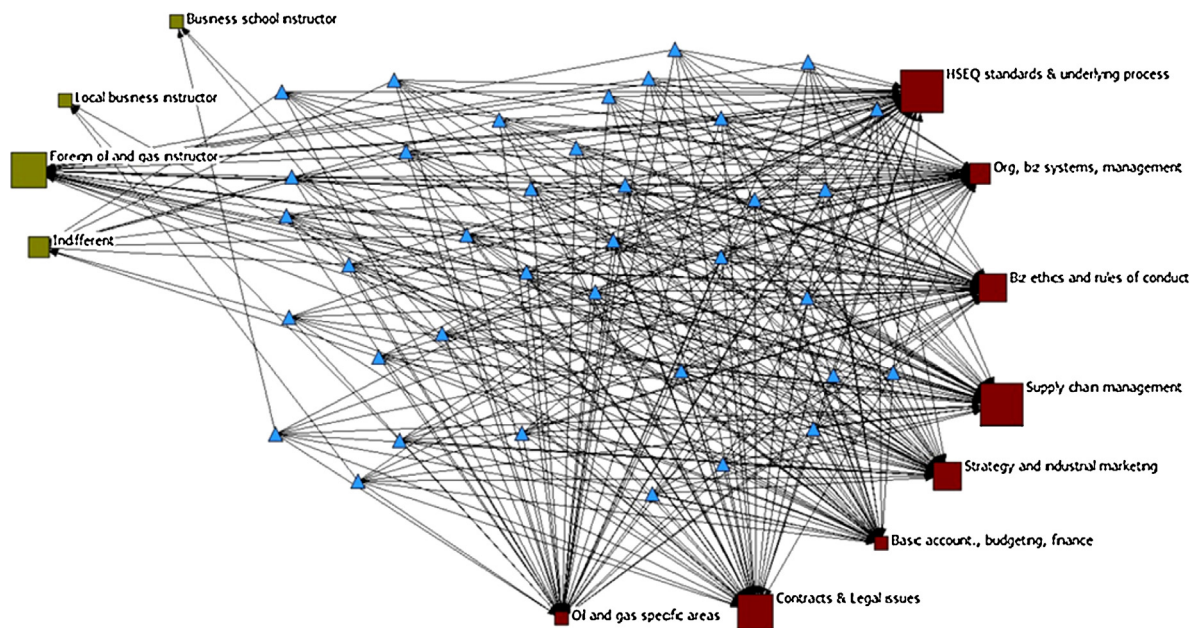 Business school instructor
HSEQ standards & underlying process
Local business instructor
Foreign oil and gas instructor
Org, biz systems, management
Indifferent
Biz ethics and rules of conduct
Supply chain management
Strategy and industrial marketing
Basic account., budgeting, finance
Contracts & Legal issues
Oil and gas specific areas